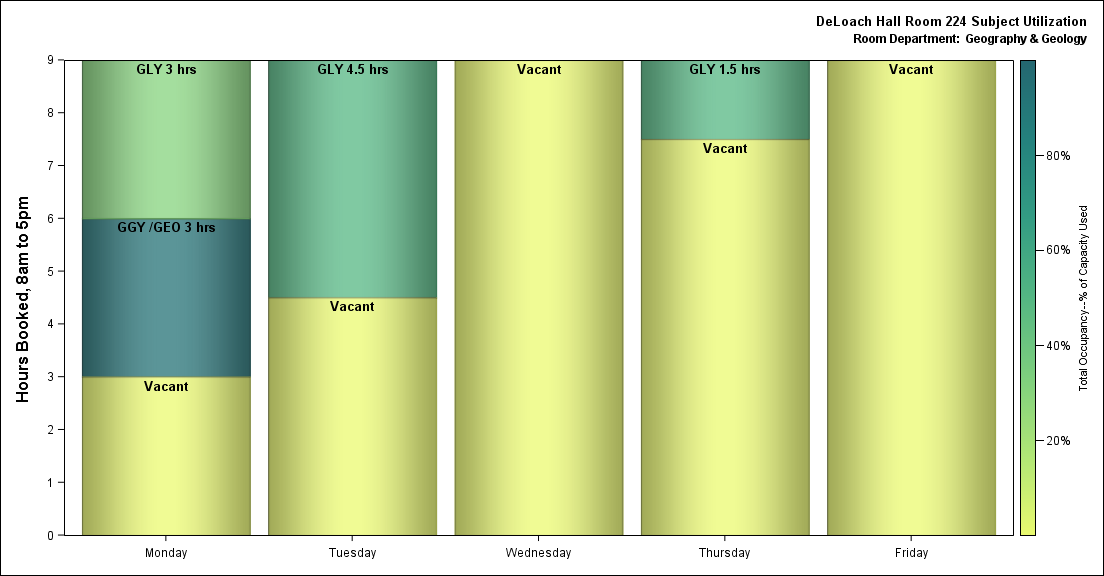 DeLoach Hall Room 224 Subject Utilization
Room Department: Geography & Geology
Hours Booked, 8am to 5pm
9
8
7
6
5
4
3
2
1
0
GLY 3 hrs
GGY /GEO 3 hrs
Vacant
GLY 4.5 hrs
Vacant
Vacant
GLY 1.5 hrs
Vacant
Vacant
Monday
Tuesday
Wednesday
Thursday
Friday
80%
60%
40%
20%
Total Occupancy--% of Capacity Used